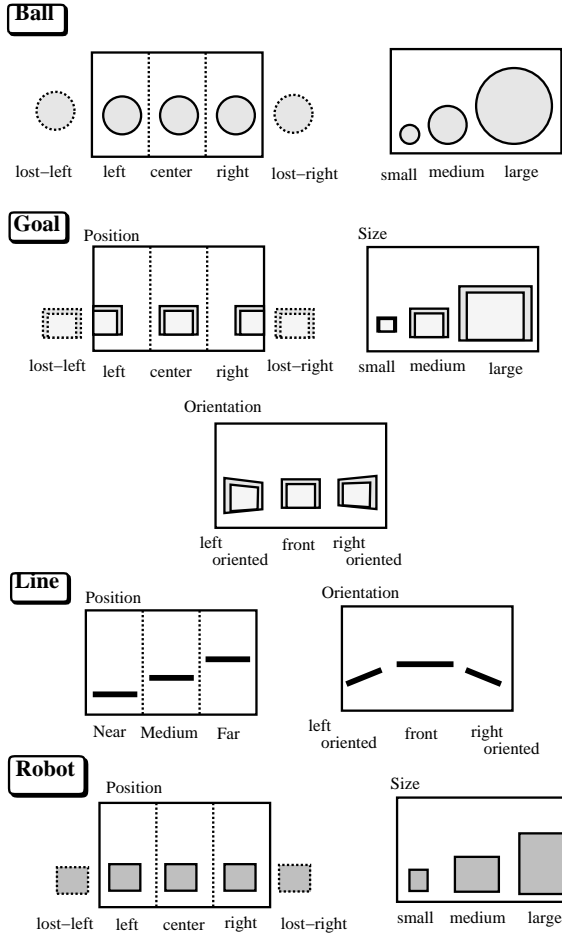 Ball
lost–left left center right lost–right
small medium large
Goal
Position
Size
lost–left left center right lost–right
small medium large
Orientation
left oriented front right oriented
Line
Position
Orientation
Near Medium Far
left oriented front right oriented
Robot
Position
Size
lost–left left center right lost–right
small medium large